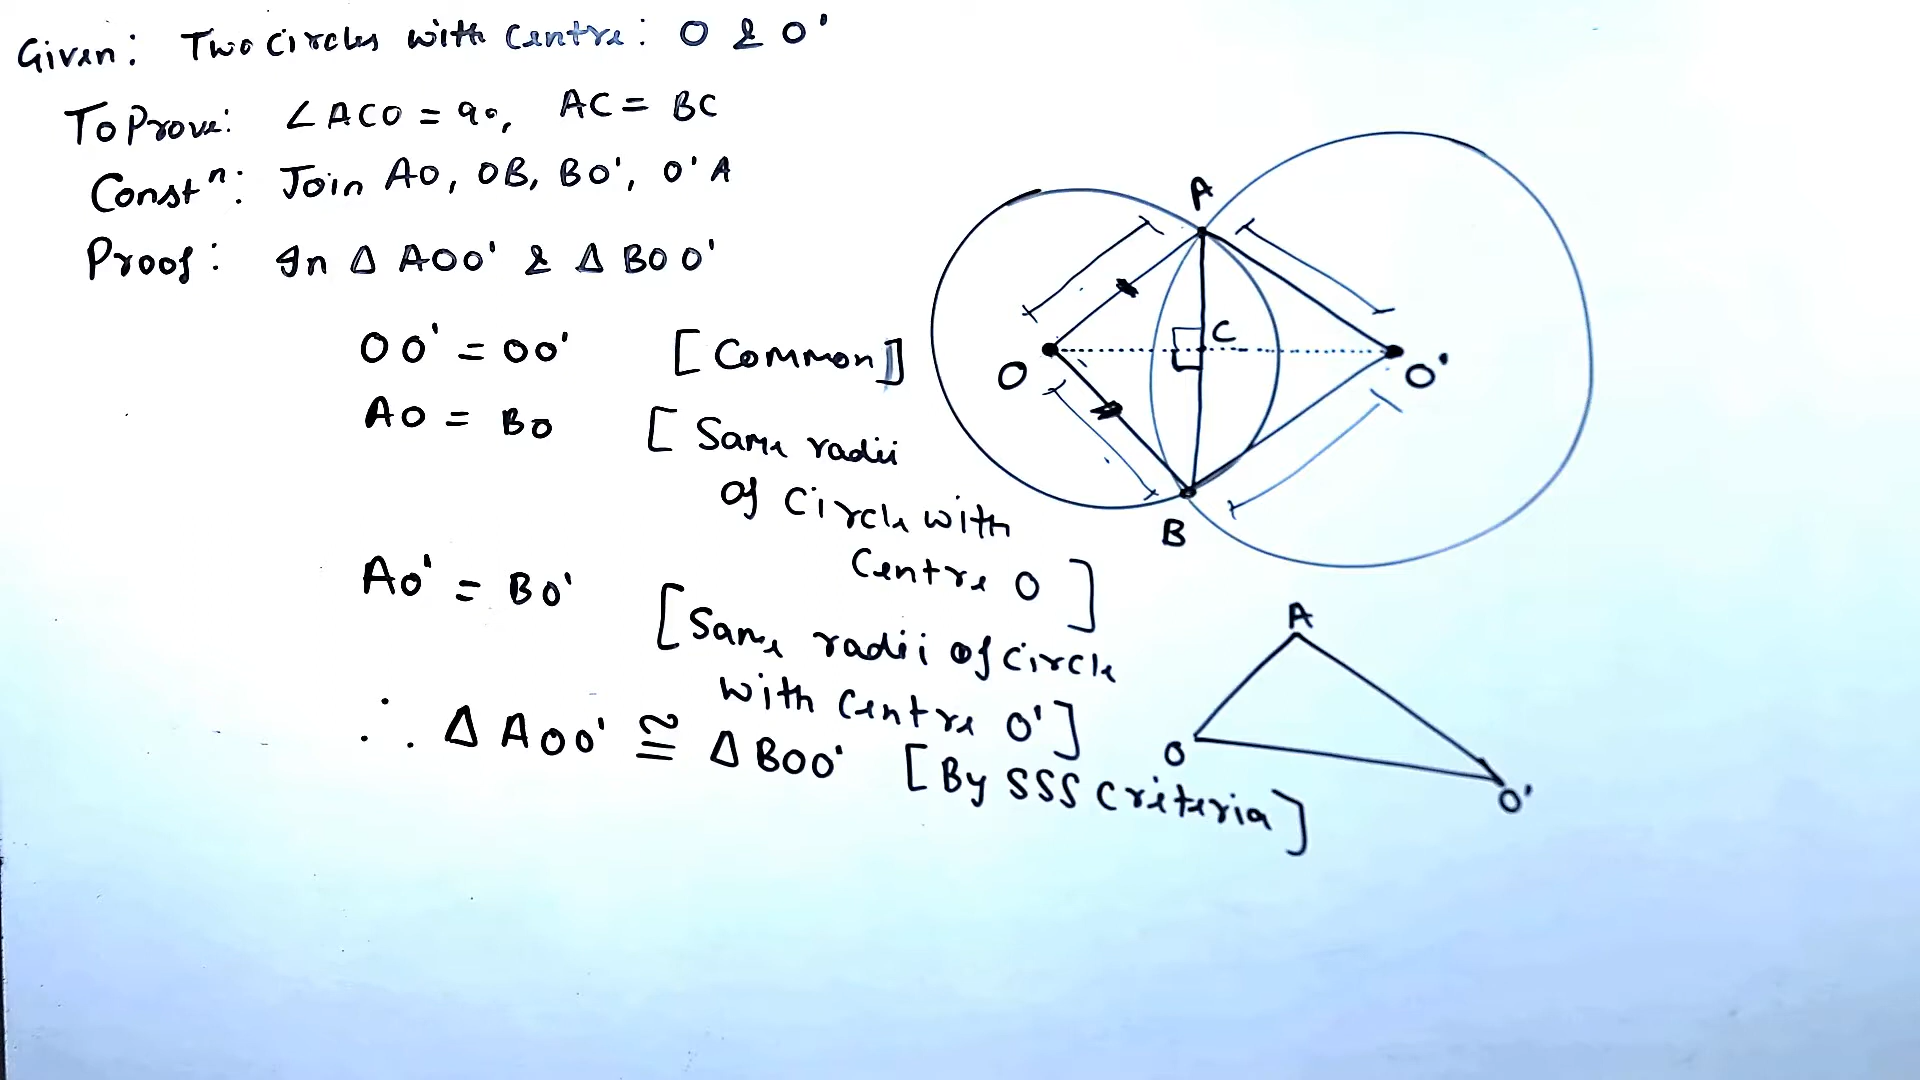 Given: Two Circles with Centre: O & O'
To Prove: ∠ACO = 90, AC = BC
Constⁿ: Join AO, OB, BO', O'A
Proof: In Δ AOO' & Δ BOO'
OO' = OO' [Common]
AO = BO [Same radii
of Circle with
Centre O]
AO' = BO' [Same radii of circle
with Centre O']
∴ Δ AOO' ≅ Δ BOO' [By SSS Criteria]
A
C
O
O'
B
A
O
O'